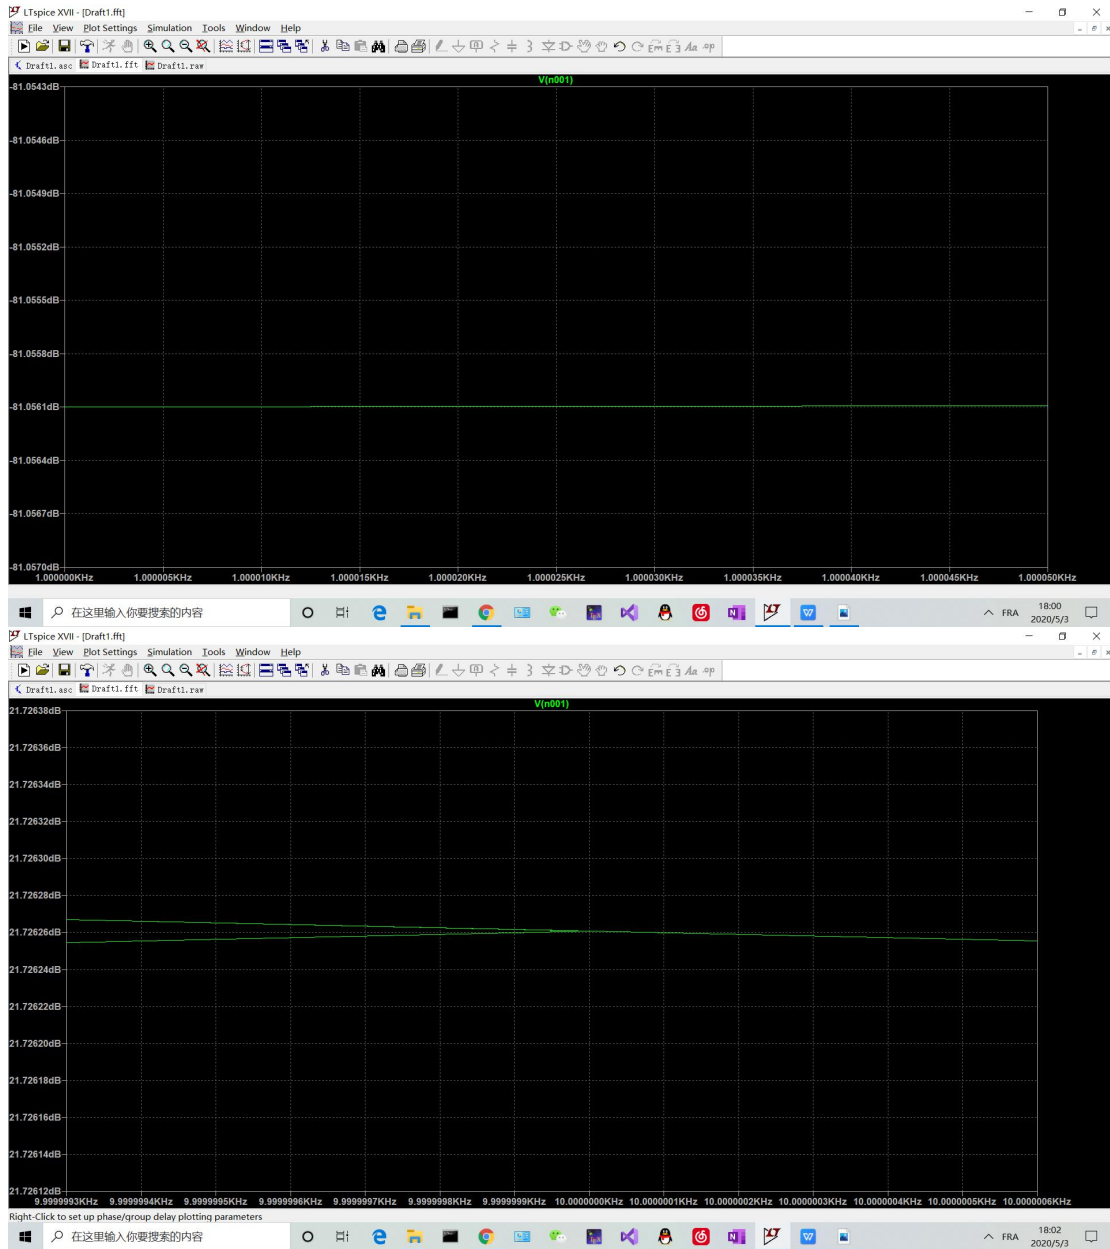 LTspice XVII - [Draft1.fft]
File View Plot Settings Simulation Tools Window Help
Draft1.asc Draft1.fft Draft1.raw
V(n001)
-81.0543dB
-81.0546dB
-81.0549dB
-81.0552dB
-81.0555dB
-81.0558dB
-81.0561dB
-81.0564dB
-81.0567dB
-81.0570dB
1.000000KHz 1.000005KHz 1.000010KHz 1.000015KHz 1.000020KHz 1.000025KHz 1.000030KHz 1.000035KHz 1.000040KHz 1.000045KHz 1.000050KHz
在这里输入你要搜索的内容
FRA
18:00
2020/5/3
LTspice XVII - [Draft1.fft]
File View Plot Settings Simulation Tools Window Help
Draft1.asc Draft1.fft Draft1.raw
V(n001)
21.72638dB
21.72636dB
21.72634dB
21.72632dB
21.72630dB
21.72628dB
21.72626dB
21.72624dB
21.72622dB
21.72620dB
21.72618dB
21.72616dB
21.72614dB
21.72612dB
9.9999993KHz 9.9999994KHz 9.9999995KHz 9.9999996KHz 9.9999997KHz 9.9999998KHz 9.9999999KHz 10.0000000KHz 10.0000001KHz 10.0000002KHz 10.0000003KHz 10.0000004KHz 10.0000005KHz 10.0000006KHz
Right-Click to set up phase/group delay plotting parameters
在这里输入你要搜索的内容
FRA
18:02
2020/5/3